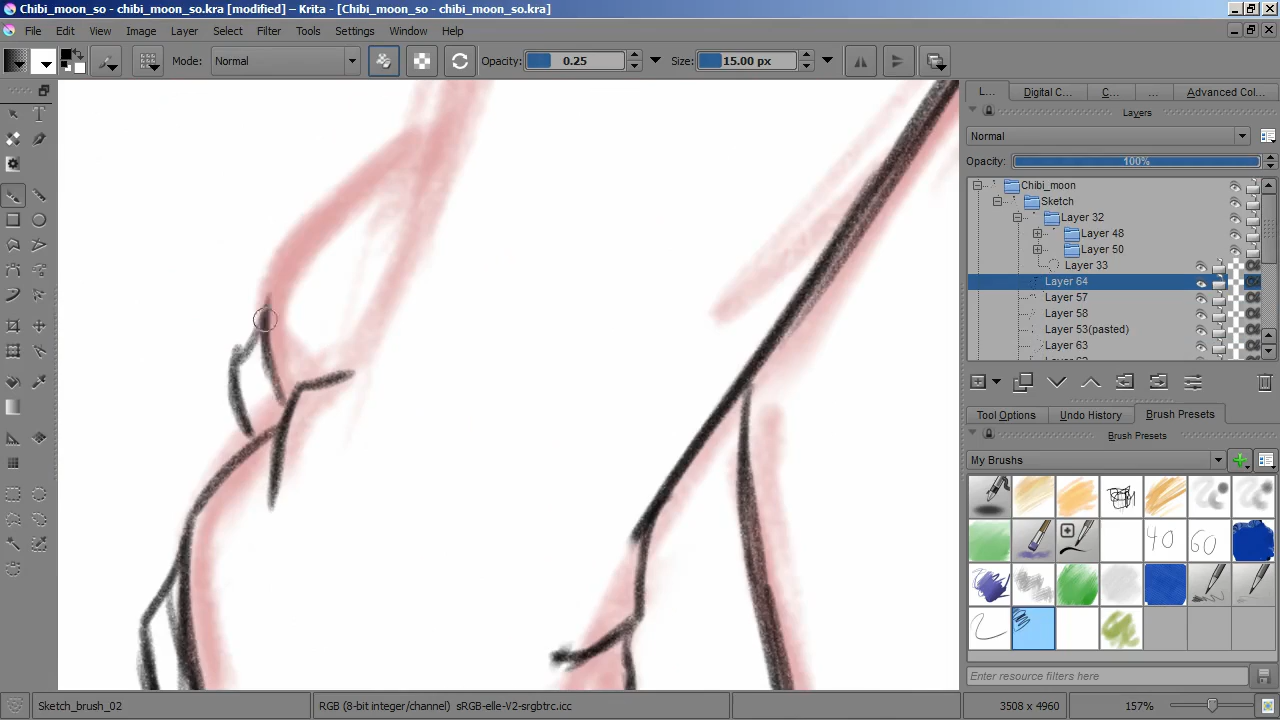 Chibi_moon_so - chibi_moon_so.kra [modified] – Krita - [Chibi_moon_so - chibi_moon_so.kra]
File Edit View Image Layer Select Filter Tools Settings Window Help
Mode: Normal Opacity: 0.25 Size: 15.00 px
L... Digital C... C... ... Advanced Col...
Layers
Normal
Opacity: 100%
Chibi_moon
Sketch
Layer 32
Layer 48
Layer 50
Layer 33
Layer 64
Layer 57
Layer 58
Layer 53(pasted)
Layer 63
Tool Options Undo History Brush Presets
Brush Presets
My Brushes
40 60
Enter resource filters here
Sketch_brush_02 RGB (8-bit integer/channel) sRGB-elle-V2-srgbtrc.icc 3508 x 4960 157%